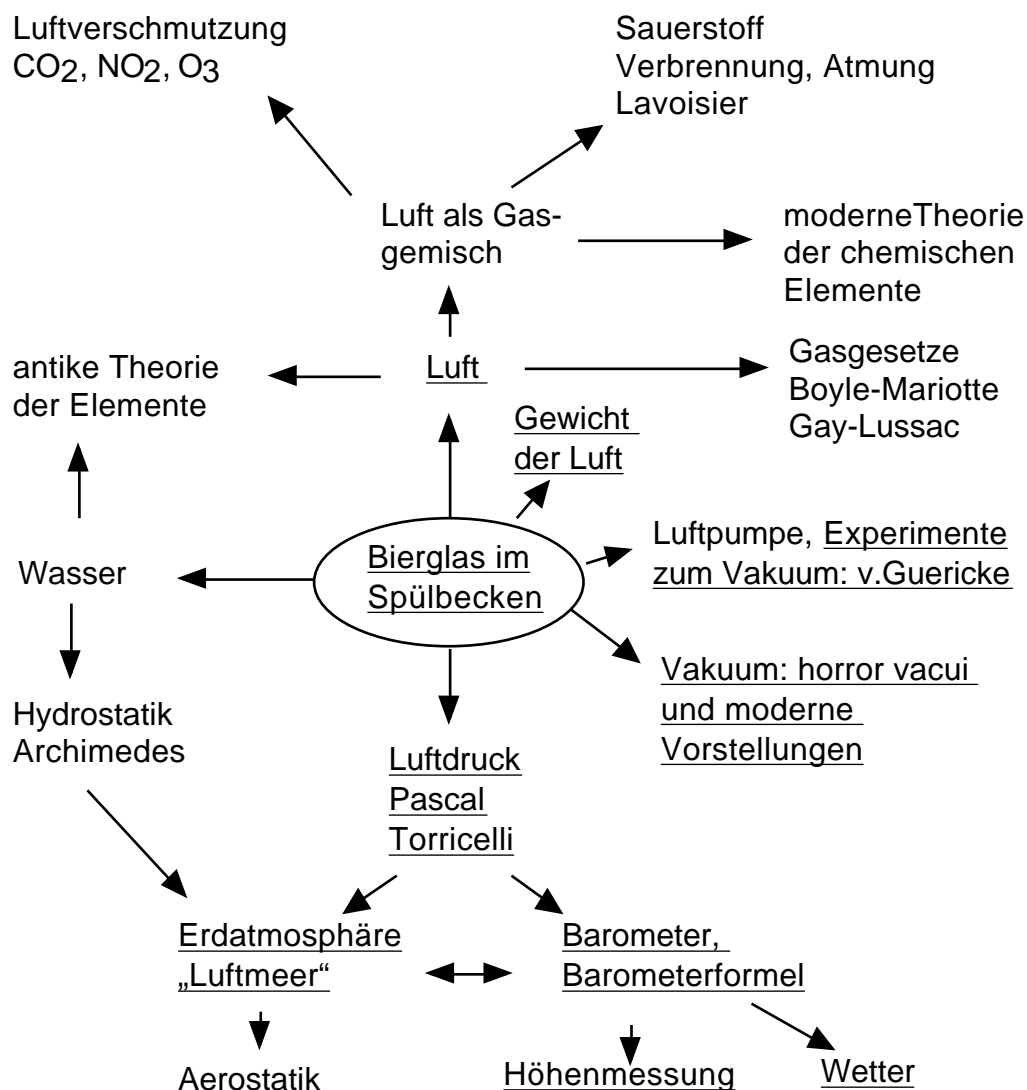 Luftverschmutzung
CO2, NO2, O3
Sauerstoff
Verbrennung, Atmung
Lavoisier
Luft als Gas-
gemisch
moderneTheorie
der chemischen
Elemente
antike Theorie
der Elemente
Luft
Gasgesetze
Boyle-Mariotte
Gay-Lussac
Gewicht
der Luft
Wasser
Bierglas im
Spülbecken
Luftpumpe, Experimente
zum Vakuum: v.Guericke
Vakuum: horror vacui
und moderne
Vorstellungen
Hydrostatik
Archimedes
Luftdruck
Pascal
Torricelli
Erdatmosphäre
„Luftmeer“
Barometer,
Barometerformel
Aerostatik
Höhenmessung
Wetter